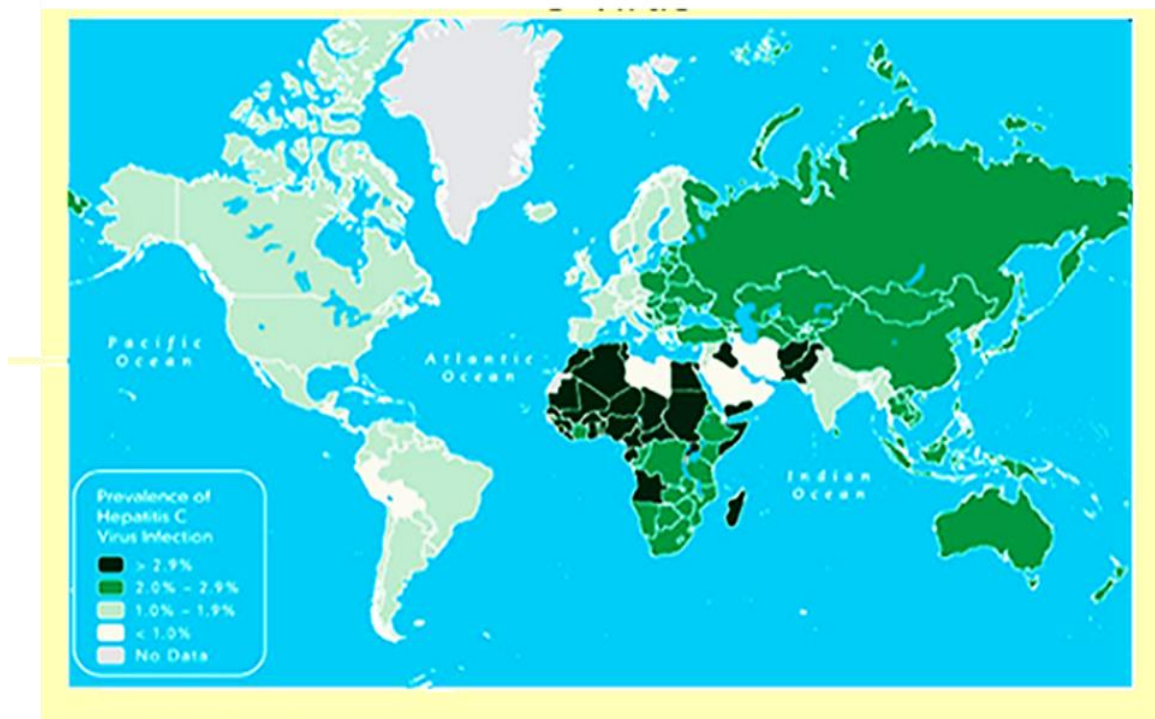 Pacific
Ocean
Atlantic
Ocean
Indian
Ocean
Prevalence of
Hepatitis C
Virus Infection
> 2.9%
2.0% – 2.9%
1.0% – 1.9%
< 1.0%
No Data